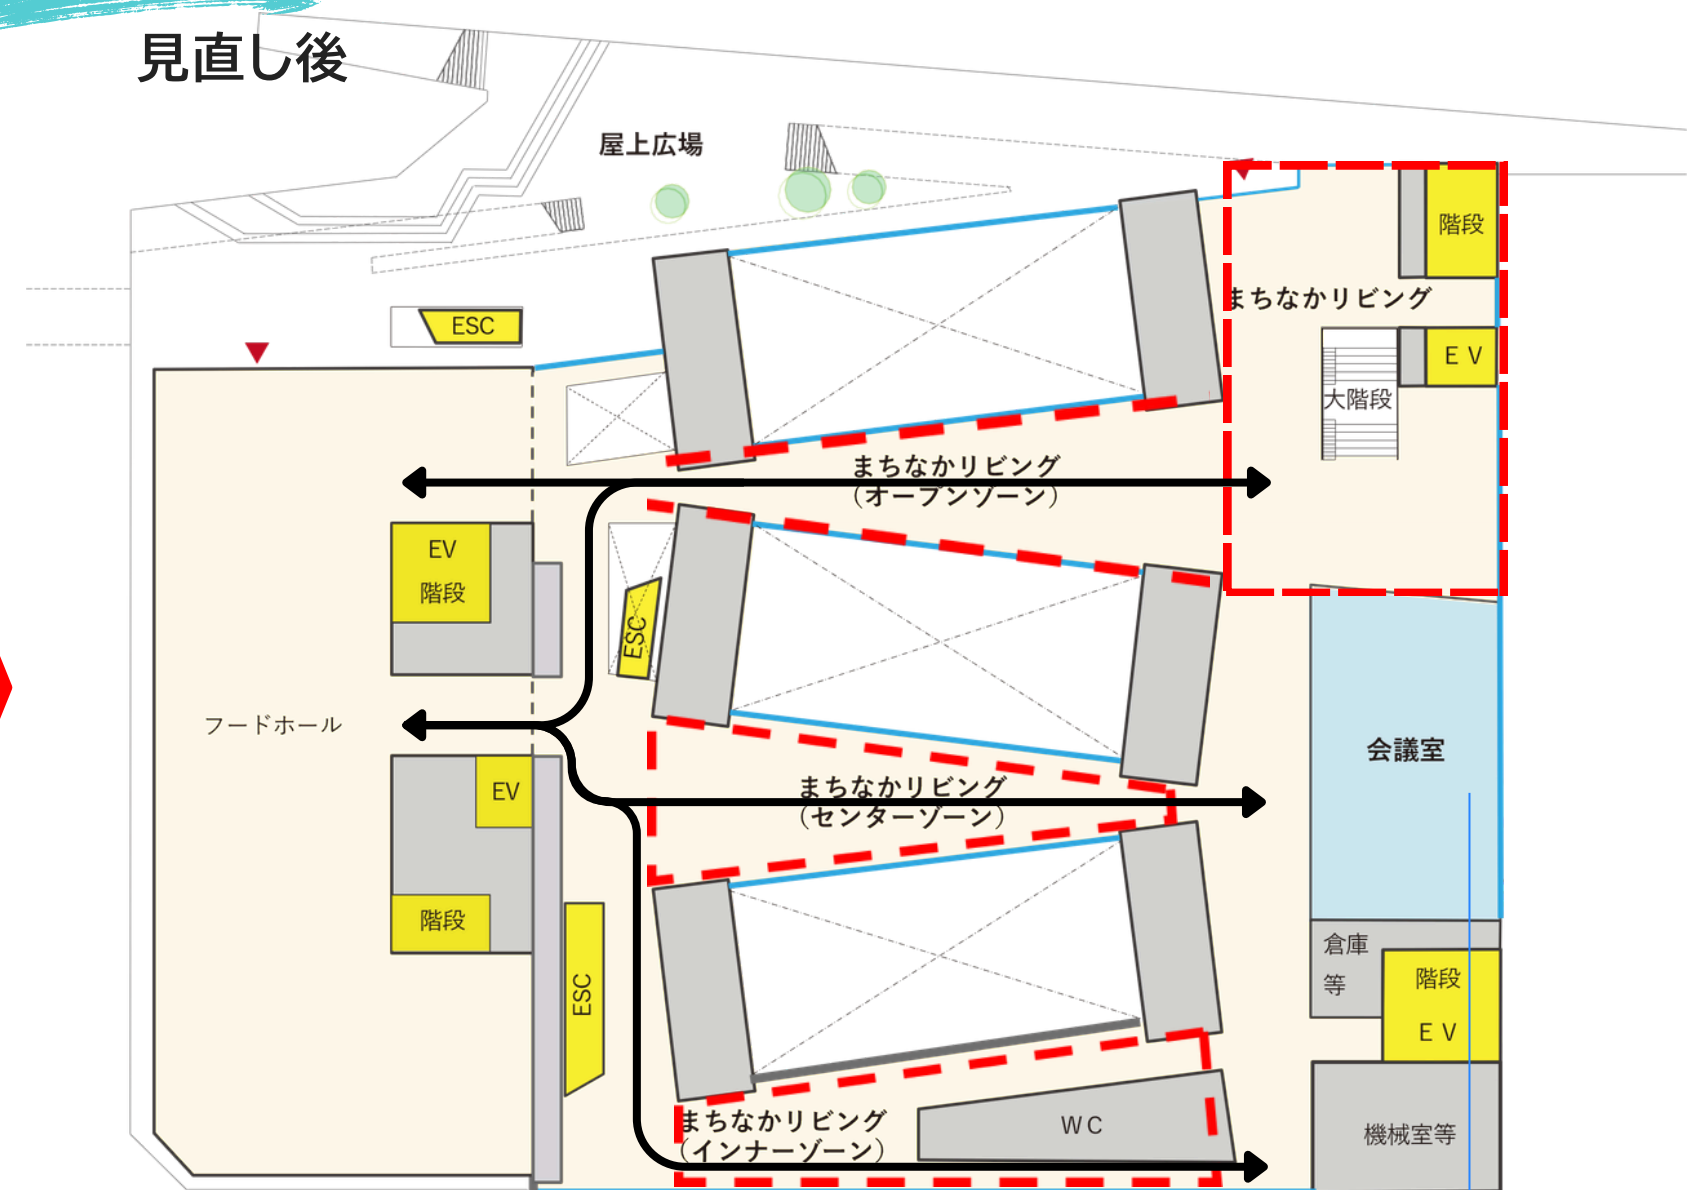 見直し後
屋上広場
階段
まちなかリビング
ESC
EV
大階段
まちなかリビング
（オープンゾーン）
EV
階段
ESC
フードホール
会議室
EV
まちなかリビング
（センターゾーン）
階段
倉庫
等
階段
EV
ESC
まちなかリビング
（インナーゾーン）
WC
機械室等